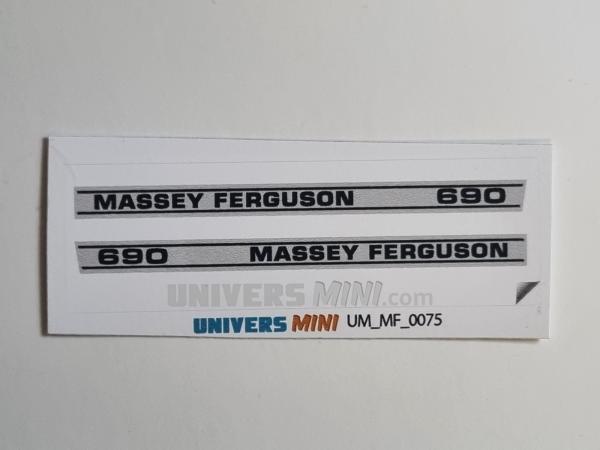 MASSEY FERGUSON 690
690 MASSEY FERGUSON
UNIVERS MINI.com
UNIVERS MINI UM_MF_0075